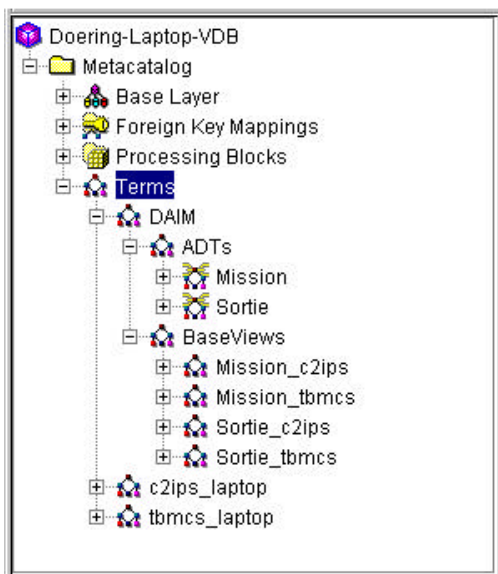 Doering-Laptop-VDB
Metacatalog
Base Layer
Foreign Key Mappings
Processing Blocks
Terms
DAIM
ADTs
Mission
Sortie
BaseViews
Mission_c2ips
Mission_tbmcs
Sortie_c2ips
Sortie_tbmcs
c2ips_laptop
tbmcs_laptop